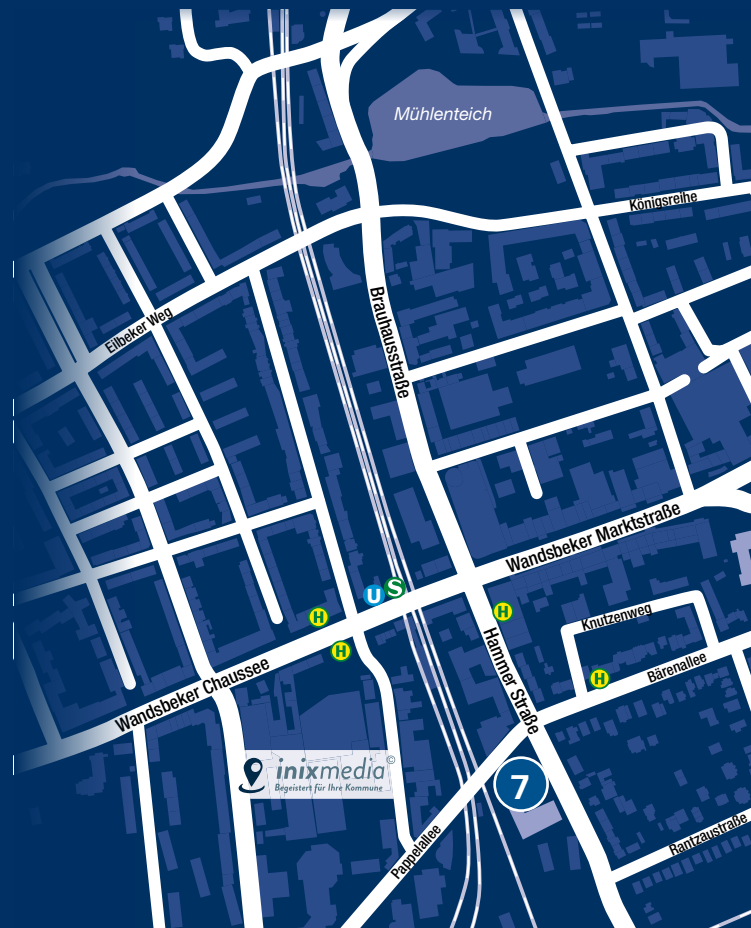 Mühlenteich
Königsreihe
Eilbeker Weg
Brauhausstraße
Wandsbeker Marktstraße
U S
H
H
H
Knutzenweg
Hammer Straße
H
Bärenallee
Wandsbeker Chaussee
inixmedia©
Begeistert für Ihre Kommune
7
Pappelallee
Rantzaustraße